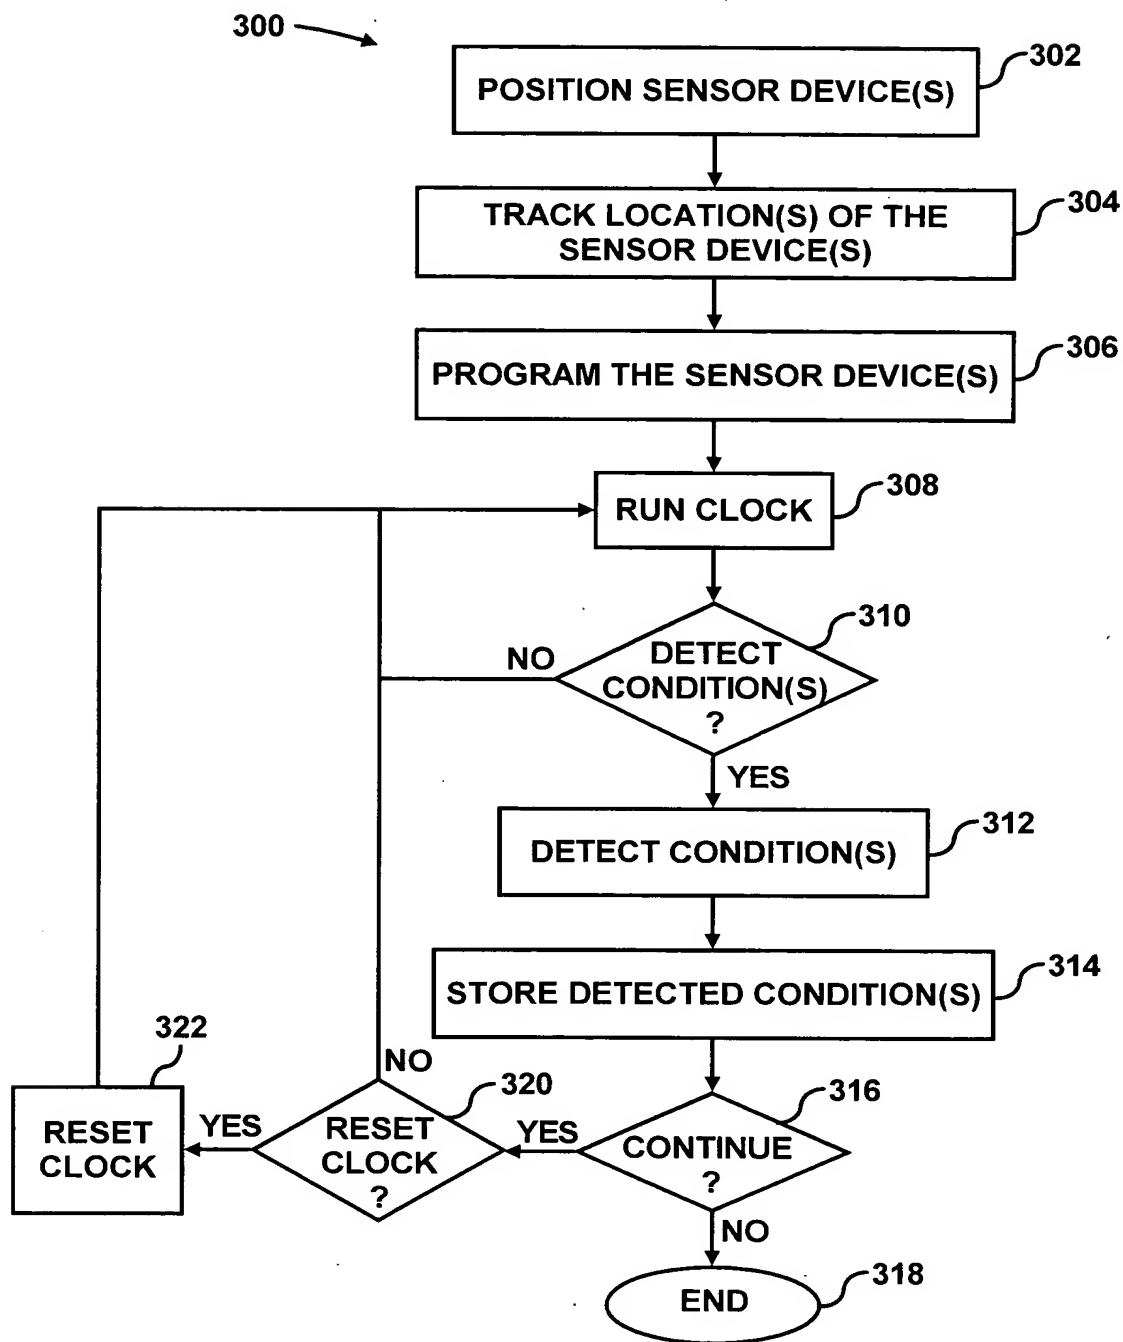 300
POSITION SENSOR DEVICE(S)
302
TRACK LOCATION(S) OF THE
SENSOR DEVICE(S)
304
PROGRAM THE SENSOR DEVICE(S)
306
RUN CLOCK
308
DETECT
CONDITION(S)
?
310
NO
YES
DETECT CONDITION(S)
312
STORE DETECTED CONDITION(S)
314
CONTINUE
?
316
YES
NO
RESET
CLOCK
?
320
NO
YES
RESET
CLOCK
322
END
318